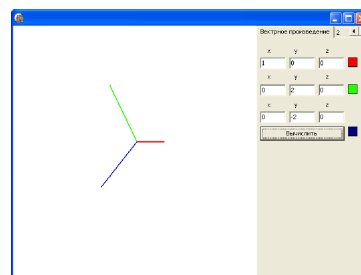 Вектрное произведение 2
x y z
1 0 0
x y z
0 2 0
x y z
0 -2 0
Вычислить